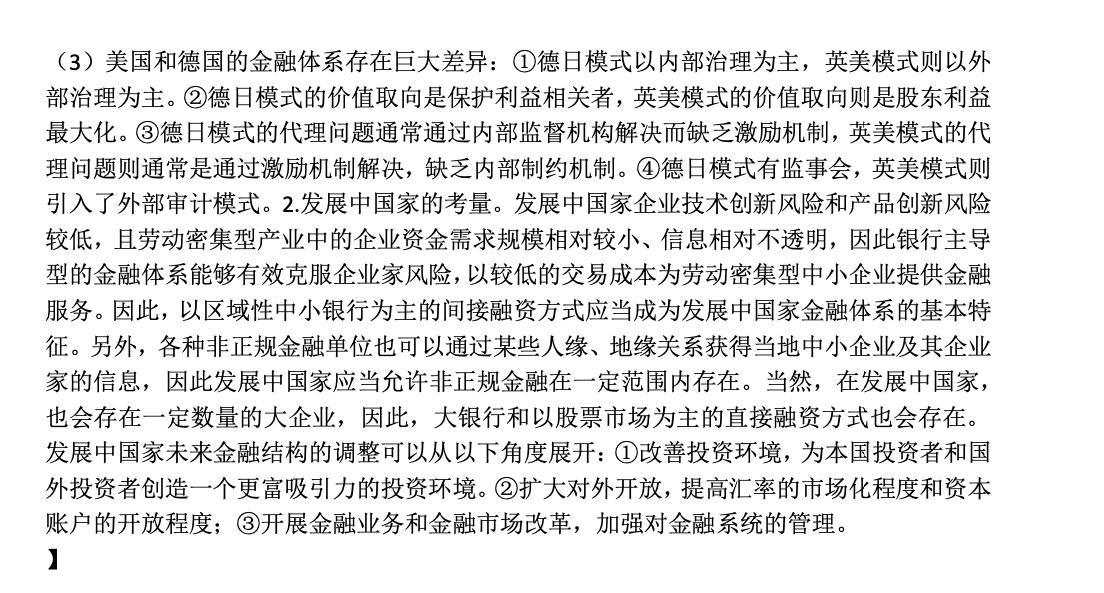 （3）美国和德国的金融体系存在巨大差异：①德日模式以内部治理为主，英美模式则以外
部治理为主。②德日模式的价值取向是保护利益相关者，英美模式的价值取向则是股东利益
最大化。③德日模式的代理问题通常通过内部监督机构解决而缺乏激励机制，英美模式的代
理问题则通常是通过激励机制解决，缺乏内部制约机制。④德日模式有监事会，英美模式则
引入了外部审计模式。2.发展中国家的考量。发展中国家企业技术创新风险和产品创新风险
较低，且劳动密集型产业中的企业资金需求规模相对较小、信息相对不透明，因此银行主导
型的金融体系能够有效克服企业家风险，以较低的交易成本为劳动密集型中小企业提供金融
服务。因此，以区域性中小银行为主的间接融资方式应当成为发展中国家金融体系的基本特
征。另外，各种非正规金融单位也可以通过某些人缘、地缘关系获得当地中小企业及其企业
家的信息，因此发展中国家应当允许非正规金融在一定范围内存在。当然，在发展中国家，
也会存在一定数量的大企业，因此，大银行和以股票市场为主的直接融资方式也会存在。
发展中国家未来金融结构的调整可以从以下角度展开：①改善投资环境，为本国投资者和国
外投资者创造一个更富吸引力的投资环境。②扩大对外开放，提高汇率的市场化程度和资本
账户的开放程度；③开展金融业务和金融市场改革，加强对金融系统的管理。
】